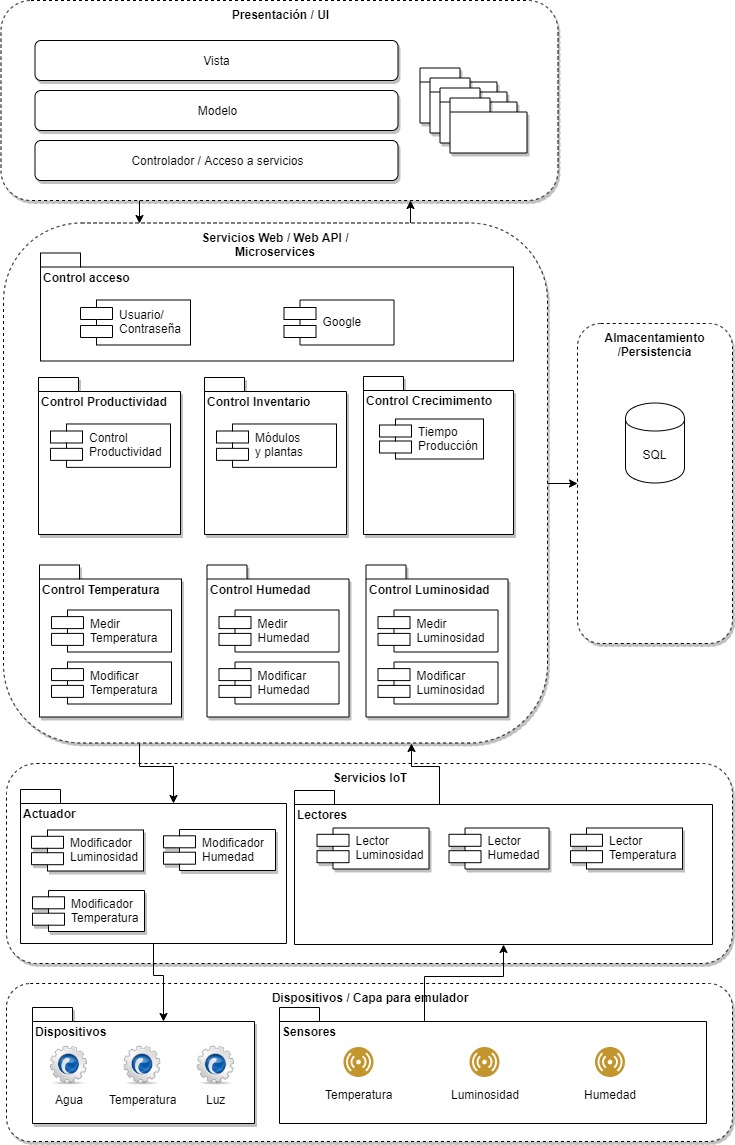 Presentación / UI
Vista
Modelo
Controlador / Acceso a servicios
Servicios Web / Web API /
Microservices
Control acceso
Usuario/
Contraseña
Google
Almacentamiento
/Persistencia
SQL
Control Productividad
Control
Productividad
Control Inventario
Módulos
y plantas
Control Crecimimento
Tiempo
Producción
Control Temperatura
Medir
Temperatura
Modificar
Temperatura
Control Humedad
Medir
Humedad
Modificar
Humedad
Control Luminosidad
Medir
Luminosidad
Modificar
Luminosidad
Servicios IoT
Actuador
Modificador
Luminosidad
Modificador
Humedad
Modificador
Temperatura
Lectores
Lector
Luminosidad
Lector
Humedad
Lector
Temperatura
Dispositivos / Capa para emulador
Dispositivos
Agua
Temperatura
Luz
Sensores
Temperatura
Luminosidad
Humedad